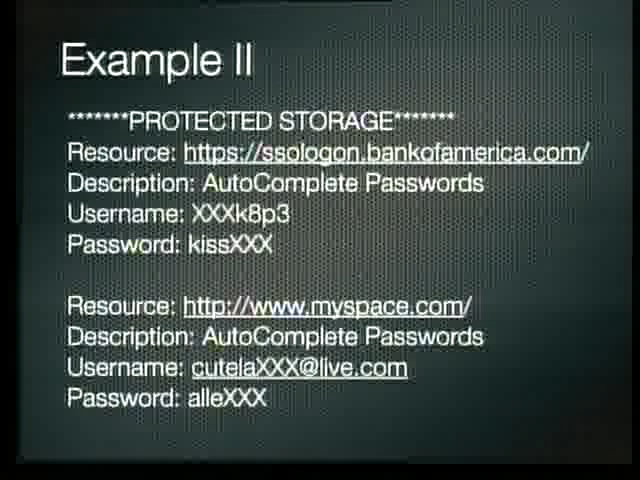 Example II
*******PROTECTED STORAGE*******
Resource: https://ssologon.bankofamerica.com/
Description: AutoComplete Passwords
Username: XXXk8p3
Password: kissXXX
Resource: http://www.myspace.com/
Description: AutoComplete Passwords
Username: cutelaXXX@live.com
Password: alleXXX